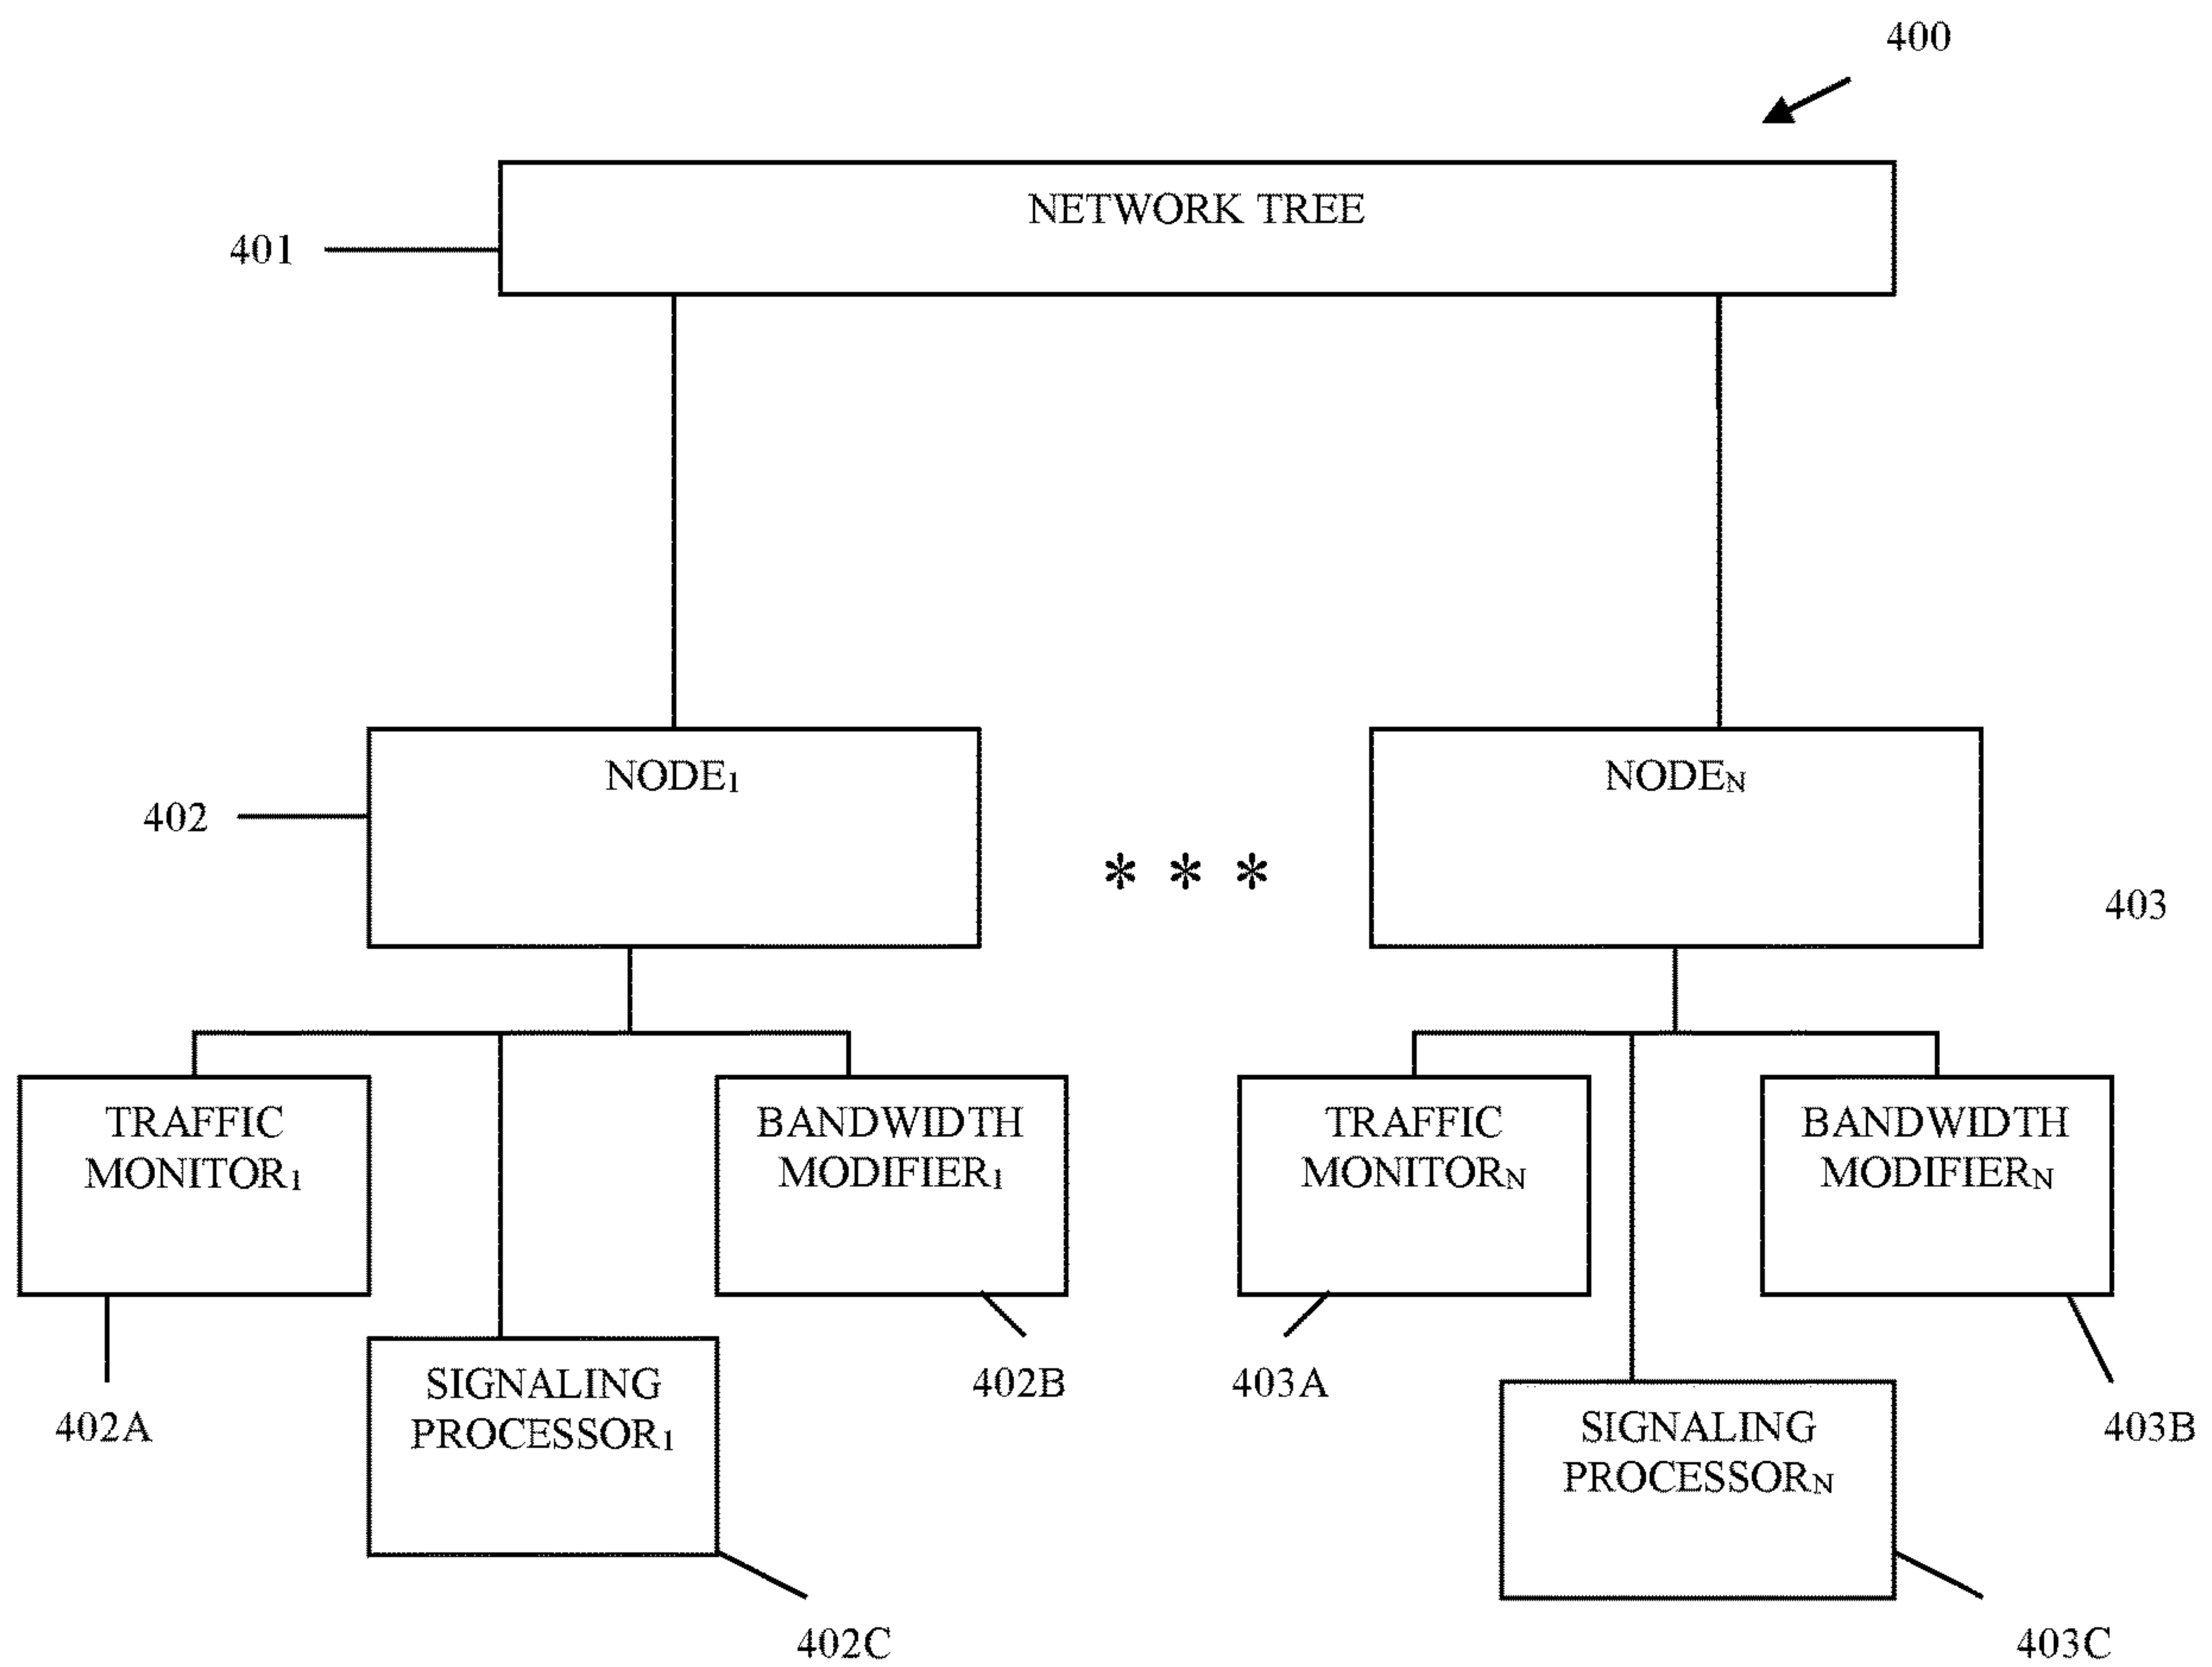 400
NETWORK TREE
401
NODE₁
NODEN
402
* * *
403
TRAFFIC
MONITOR₁
BANDWIDTH
MODIFIER₁
TRAFFIC
MONITORN
BANDWIDTH
MODIFIERN
SIGNALING
PROCESSOR₁
402B
403A
SIGNALING
PROCESSORN
402A
403B
402C
403C